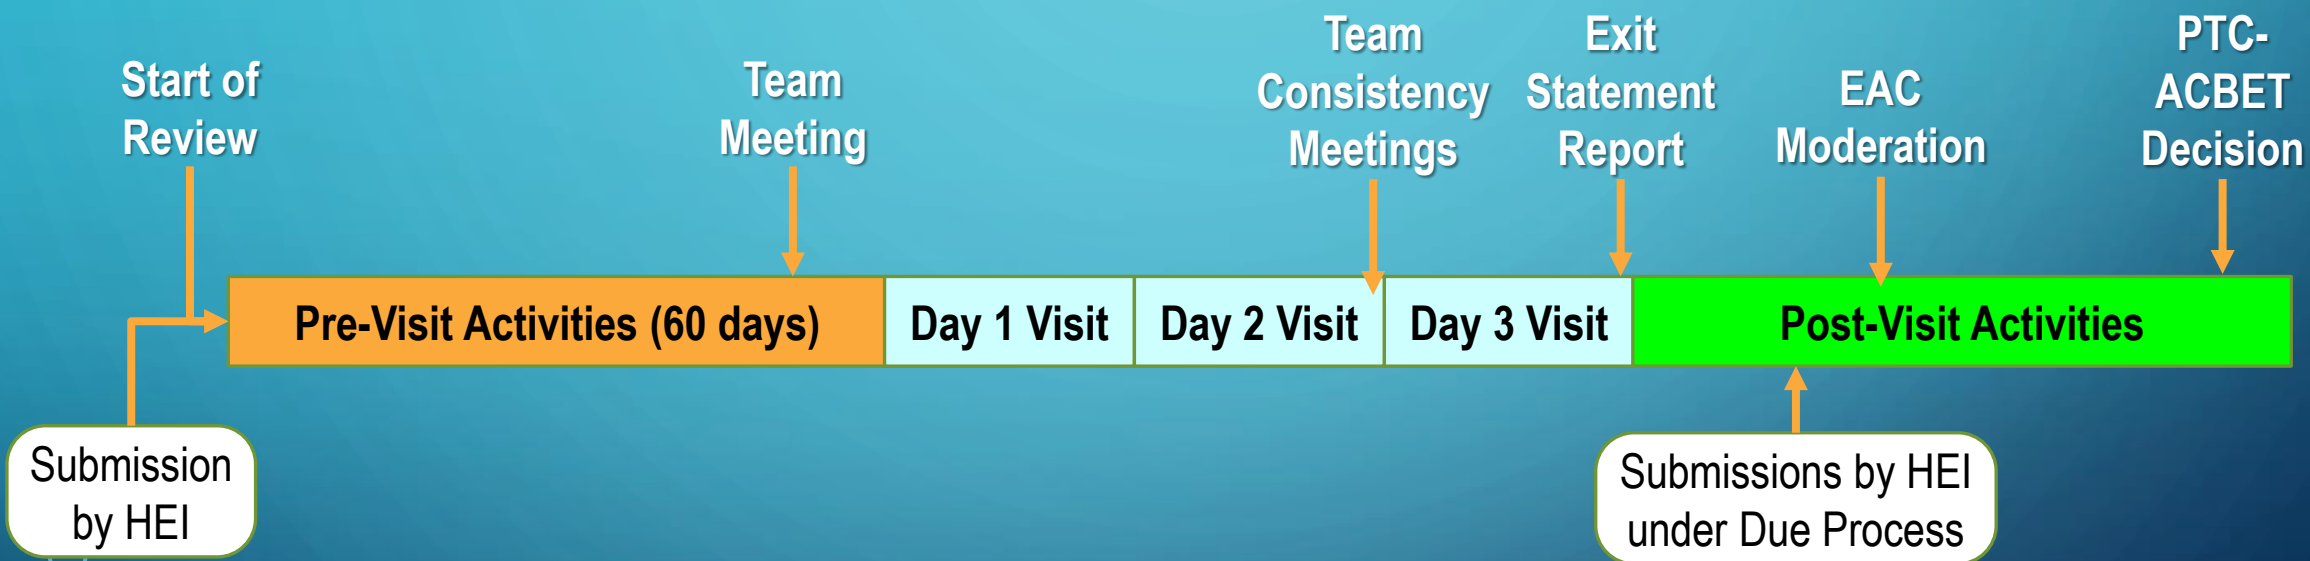 Start of
Review
Team
Meeting
Team
Consistency
Meetings
Exit
Statement
Report
EAC
Moderation
PTC-
ACBET
Decision
Pre-Visit Activities (60 days)
Day 1 Visit
Day 2 Visit
Day 3 Visit
Post-Visit Activities
Submission
by HEI
Submissions by HEI
under Due Process